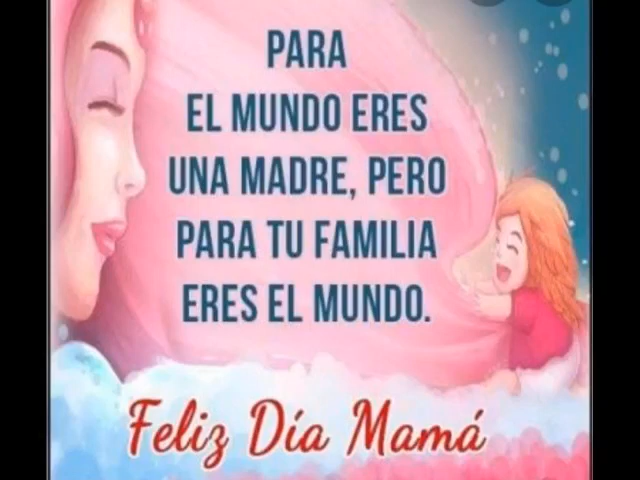 PARA
EL MUNDO ERES
UNA MADRE, PERO
PARA TU FAMILIA
ERES EL MUNDO.
Feliz Día Mamá